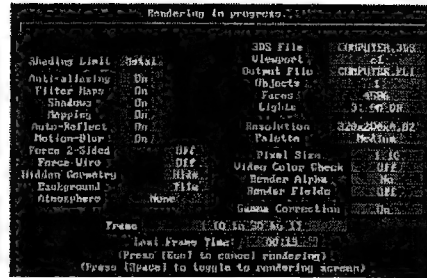 Rendering in progress...
3DS File COMPUTER.3DS
Shading Limit Metal Viewport
Output File COMPUTER.FLI
Anti-aliasing On Objects
Filter Maps On Faces
Shadows On Lights
Mapping On
Auto-Reflect On Resolution
Motion-Blur On Palette Medium
Force 2-Sided Off
Force Wire Off Pixel Size
Hidden Geometry Hide Video Color Check Off
Background Render Alpha No
Atmosphere None Render Fields Off
Gamma Correction On
Frame
Last Frame Time: 00:15
(Press [Esc] to cancel rendering)
(Press [Space] to toggle to rendering screen)